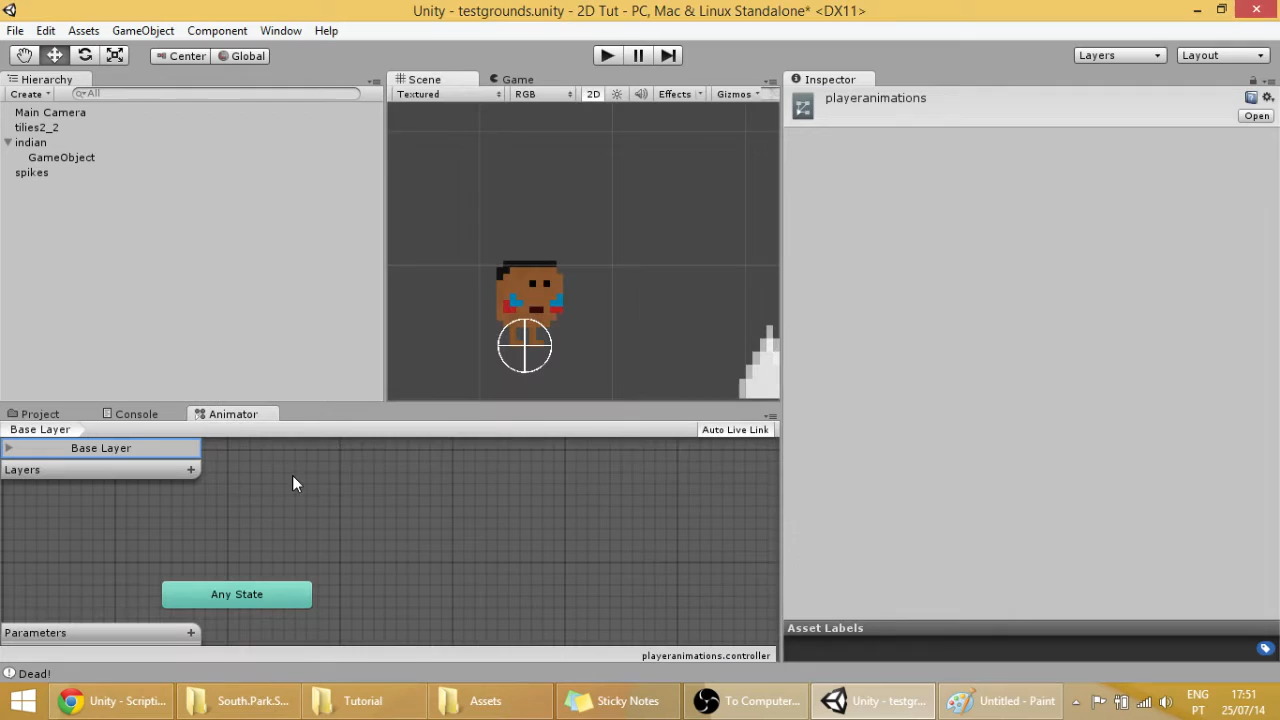 Unity - testgrounds.unity - 2D Tut - PC, Mac & Linux Standalone* <DX11>
File Edit Assets GameObject Component Window Help
Center Global Layers Layout
Hierarchy Scene Game Inspector
Create All Textured RGB 2D Effects Gizmos playeranimations
Open
Main Camera
tilies2_2
indian
GameObject
spikes
Project Console Animator
Base Layer Auto Live Link
Base Layer
Layers +
Any State
Parameters +
Asset Labels
playeranimations.controller
Dead!
Unity - Scripti... South.Park.S... Tutorial Assets Sticky Notes To Computer... Unity - testgr... Untitled - Paint ENG 17:51
PT 25/07/14